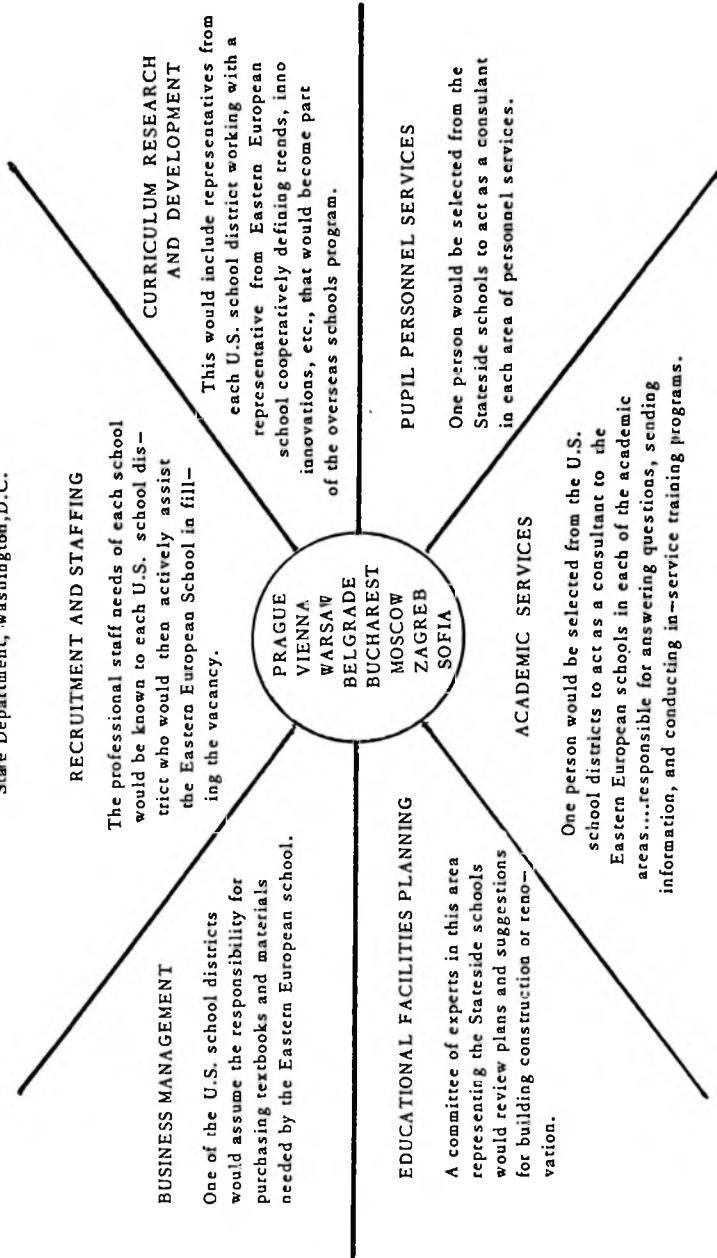 State Department, Washington, D.C.
RECRUITMENT AND STAFFING
The professional staff needs of each school
would be known to each U.S. school dis-
trict who would then actively assist
the Eastern European School in fill-
ing the vacancy.
CURRICULUM RESEARCH
AND DEVELOPMENT
This would include representatives from
each U.S. school district working with a
representative from Eastern European
school cooperatively defining trends, inno
innovations, etc., that would become part
of the overseas schools program.
BUSINESS MANAGEMENT
One of the U.S. school districts
would assume the responsibility for
purchasing textbooks and materials
needed by the Eastern European school.
PRAGUE
VIENNA
WARSAW
BELGRADE
BUCHAREST
MOSCOW
ZAGREB
SOFIA
PUPIL PERSONNEL SERVICES
One person would be selected from the
Stateside schools to act as a consulant
in each area of personnel services.
EDUCATIONAL FACILITIES PLANNING
A committee of experts in this area
representing the Stateside schools
would review plans and suggestions
for building construction or reno-
vation.
ACADEMIC SERVICES
One person would be selected from the U.S.
school districts to act as a consultant to the
Eastern European schools in each of the academic
areas....responsible for answering questions, sending
information, and conducting in-service training programs.